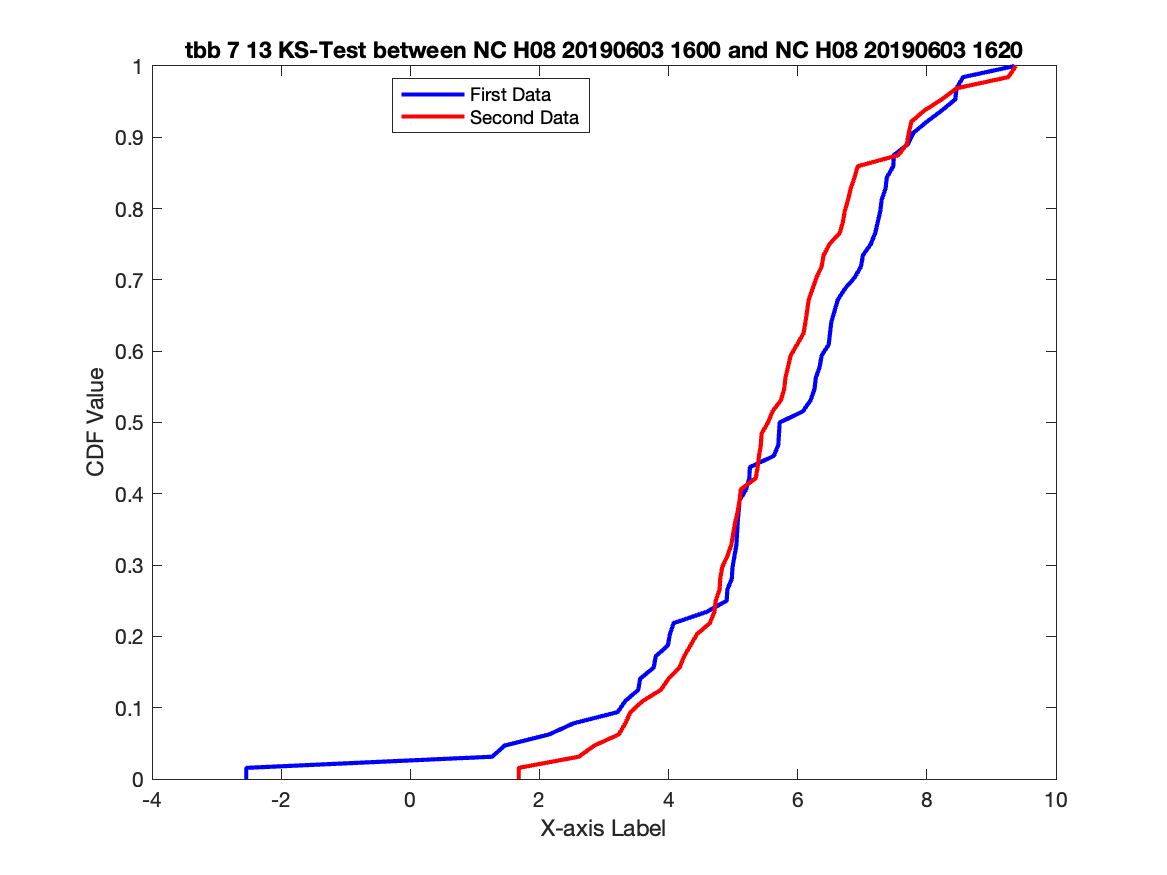 tbb 7 13 KS-Test between NC H08 20190603 1600 and NC H08 20190603 1620
First Data
Second Data
CDF Value
1
0.9
0.8
0.7
0.6
0.5
0.4
0.3
0.2
0.1
0
-4 -2 0 2 4 6 8 10
X-axis Label